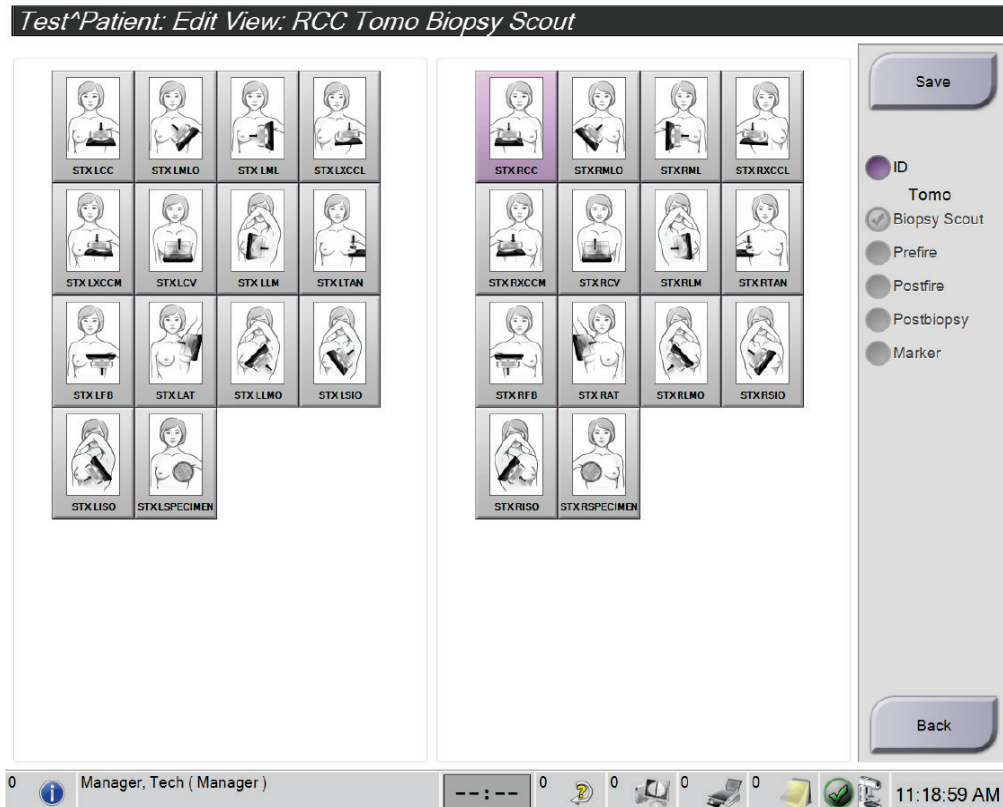 Test^Patient: Edit View: RCC Tomo Biopsy Scout
STX LCC STX LMLO STX LML STX LXCCL
STX LXCCM STX LCV STX LLM STX LTAN
STX LFB STX LAT STX LLMO STX LSIO
STX LISO STX LSPECIMEN
STX RCC STX RMLO STX RML STX RXCCL
STX RXCCM STX RCV STX RLM STX RTAN
STX RFB STX RAT STX RLMO STX RSIO
STX RISO STX RSPECIMEN
Save
ID
Tomo
Biopsy Scout
Prefire
Postfire
Postbiopsy
Marker
Back
0 Manager, Tech ( Manager ) --:-- 0 0 0 0 11:18:59 AM